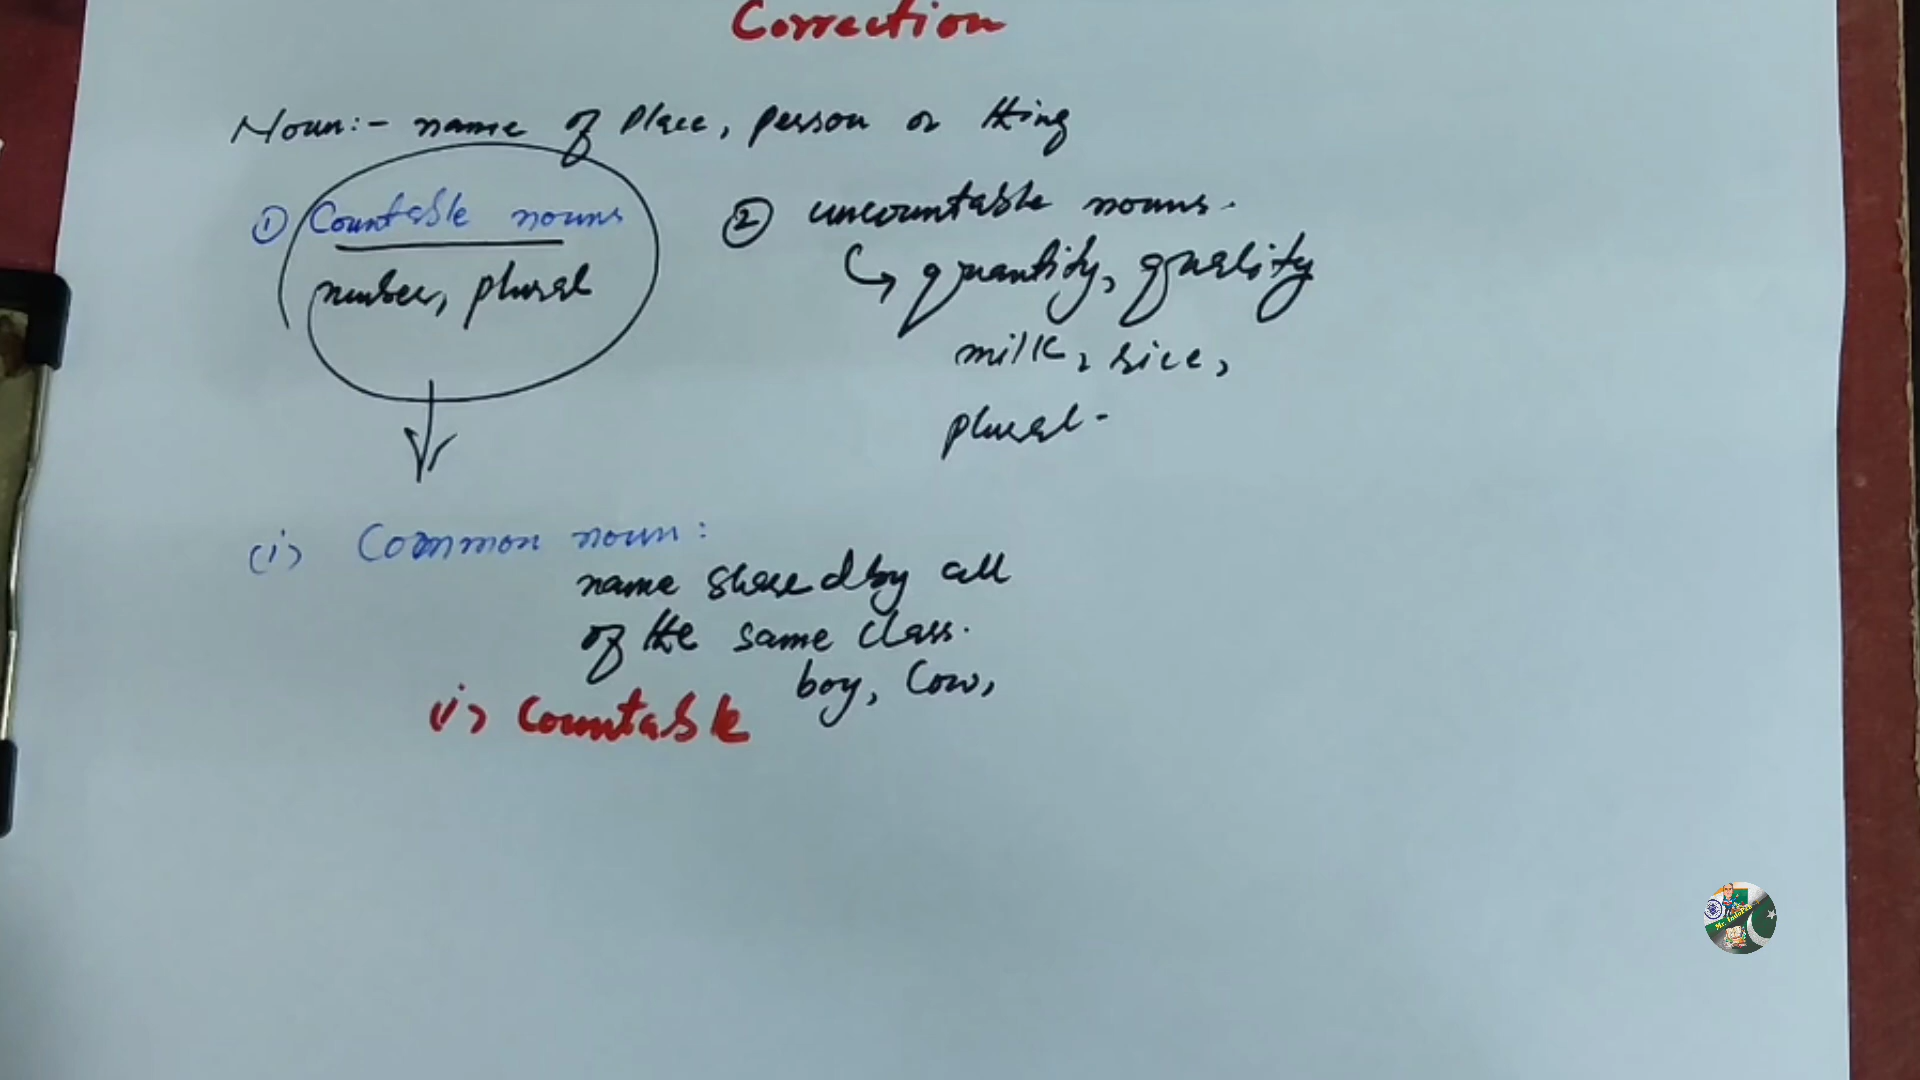 Correction
Noun:- name of place, person or thing
① Countable nouns
number, plural
② uncountable nouns.
↳ quantity, quality
milk, rice,
plural-
(i) Common noun:
name shared by all
of the same class.
boy, Cow,
(i) Countable